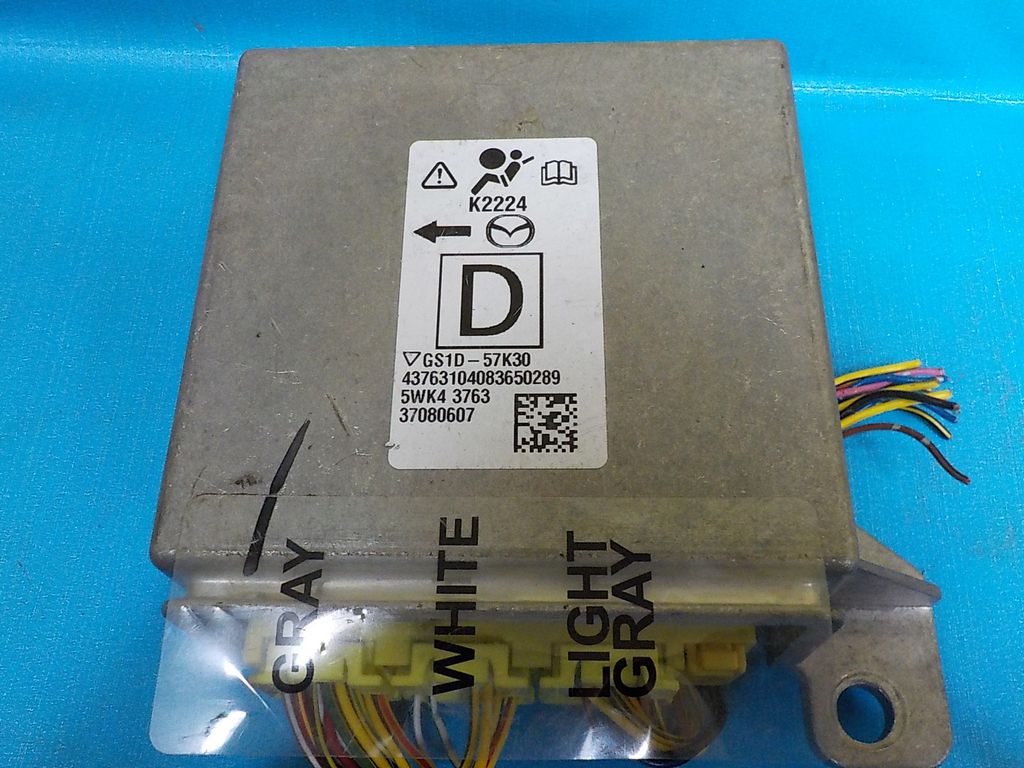 K2224
D
GS1D-57K30
43763104083650289
5WK4 3763
37080607
GRAY
WHITE
LIGHT
GRAY